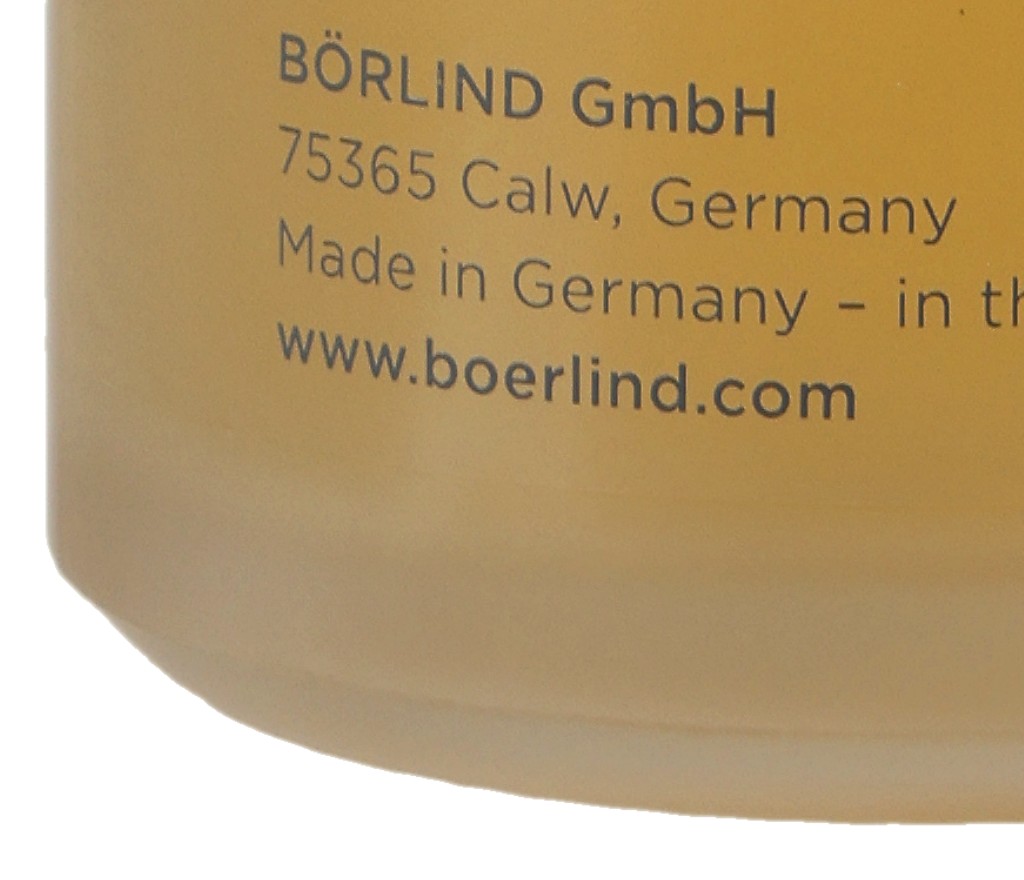 BÖRLIND GmbH
75365 Calw, Germany
Made in Germany – in
www.boerlind.com